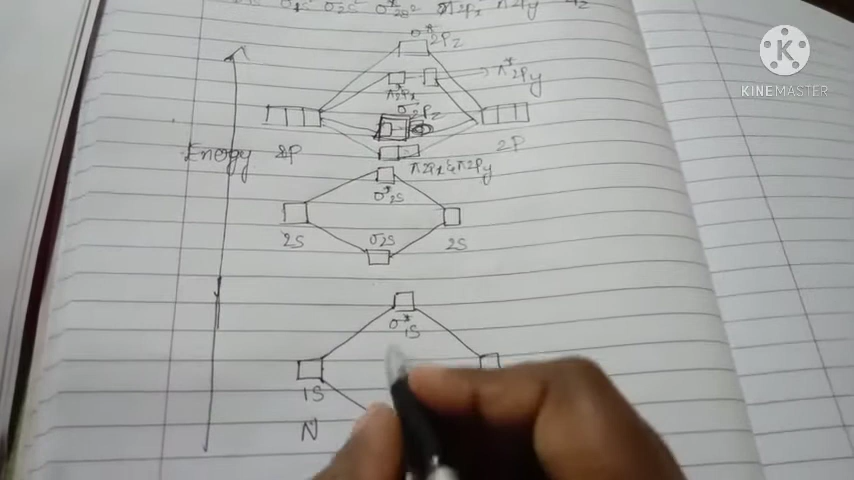 σ*2Pz
π*2Py
π*2Px
σ2Pz
Energy 2P 2P
π2Px & π2Py
σ*2S
2S σ2S 2S
σ*1S
1S
N
K
KINEMASTER